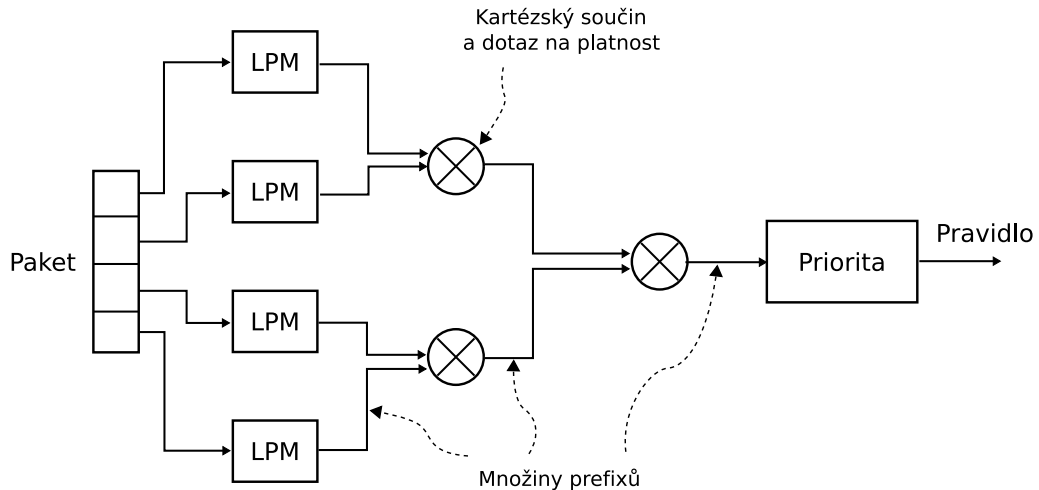 Kartézský součin
a dotaz na platnost
LPM
LPM
Paket
LPM
LPM
Priorita
Pravidlo
Množiny prefixů